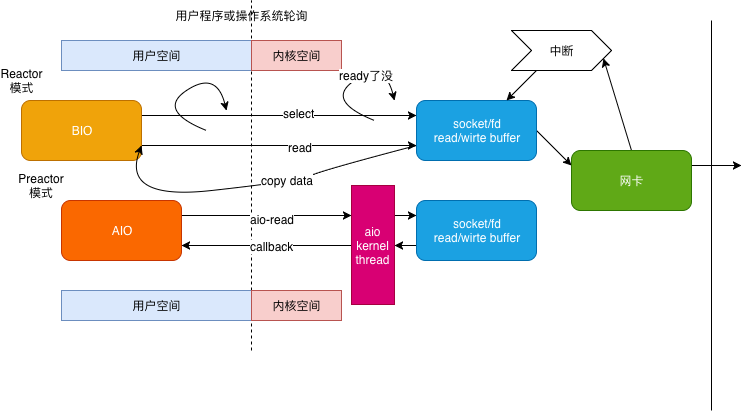 用户程序或操作系统轮询
用户空间
内核空间
Reactor
模式
ready了没
中断
BIO
select
read
socket/fd
read/wirte buffer
网卡
Preactor
模式
copy data
AIO
aio-read
callback
aio
kernel
thread
socket/fd
read/wirte buffer
用户空间
内核空间